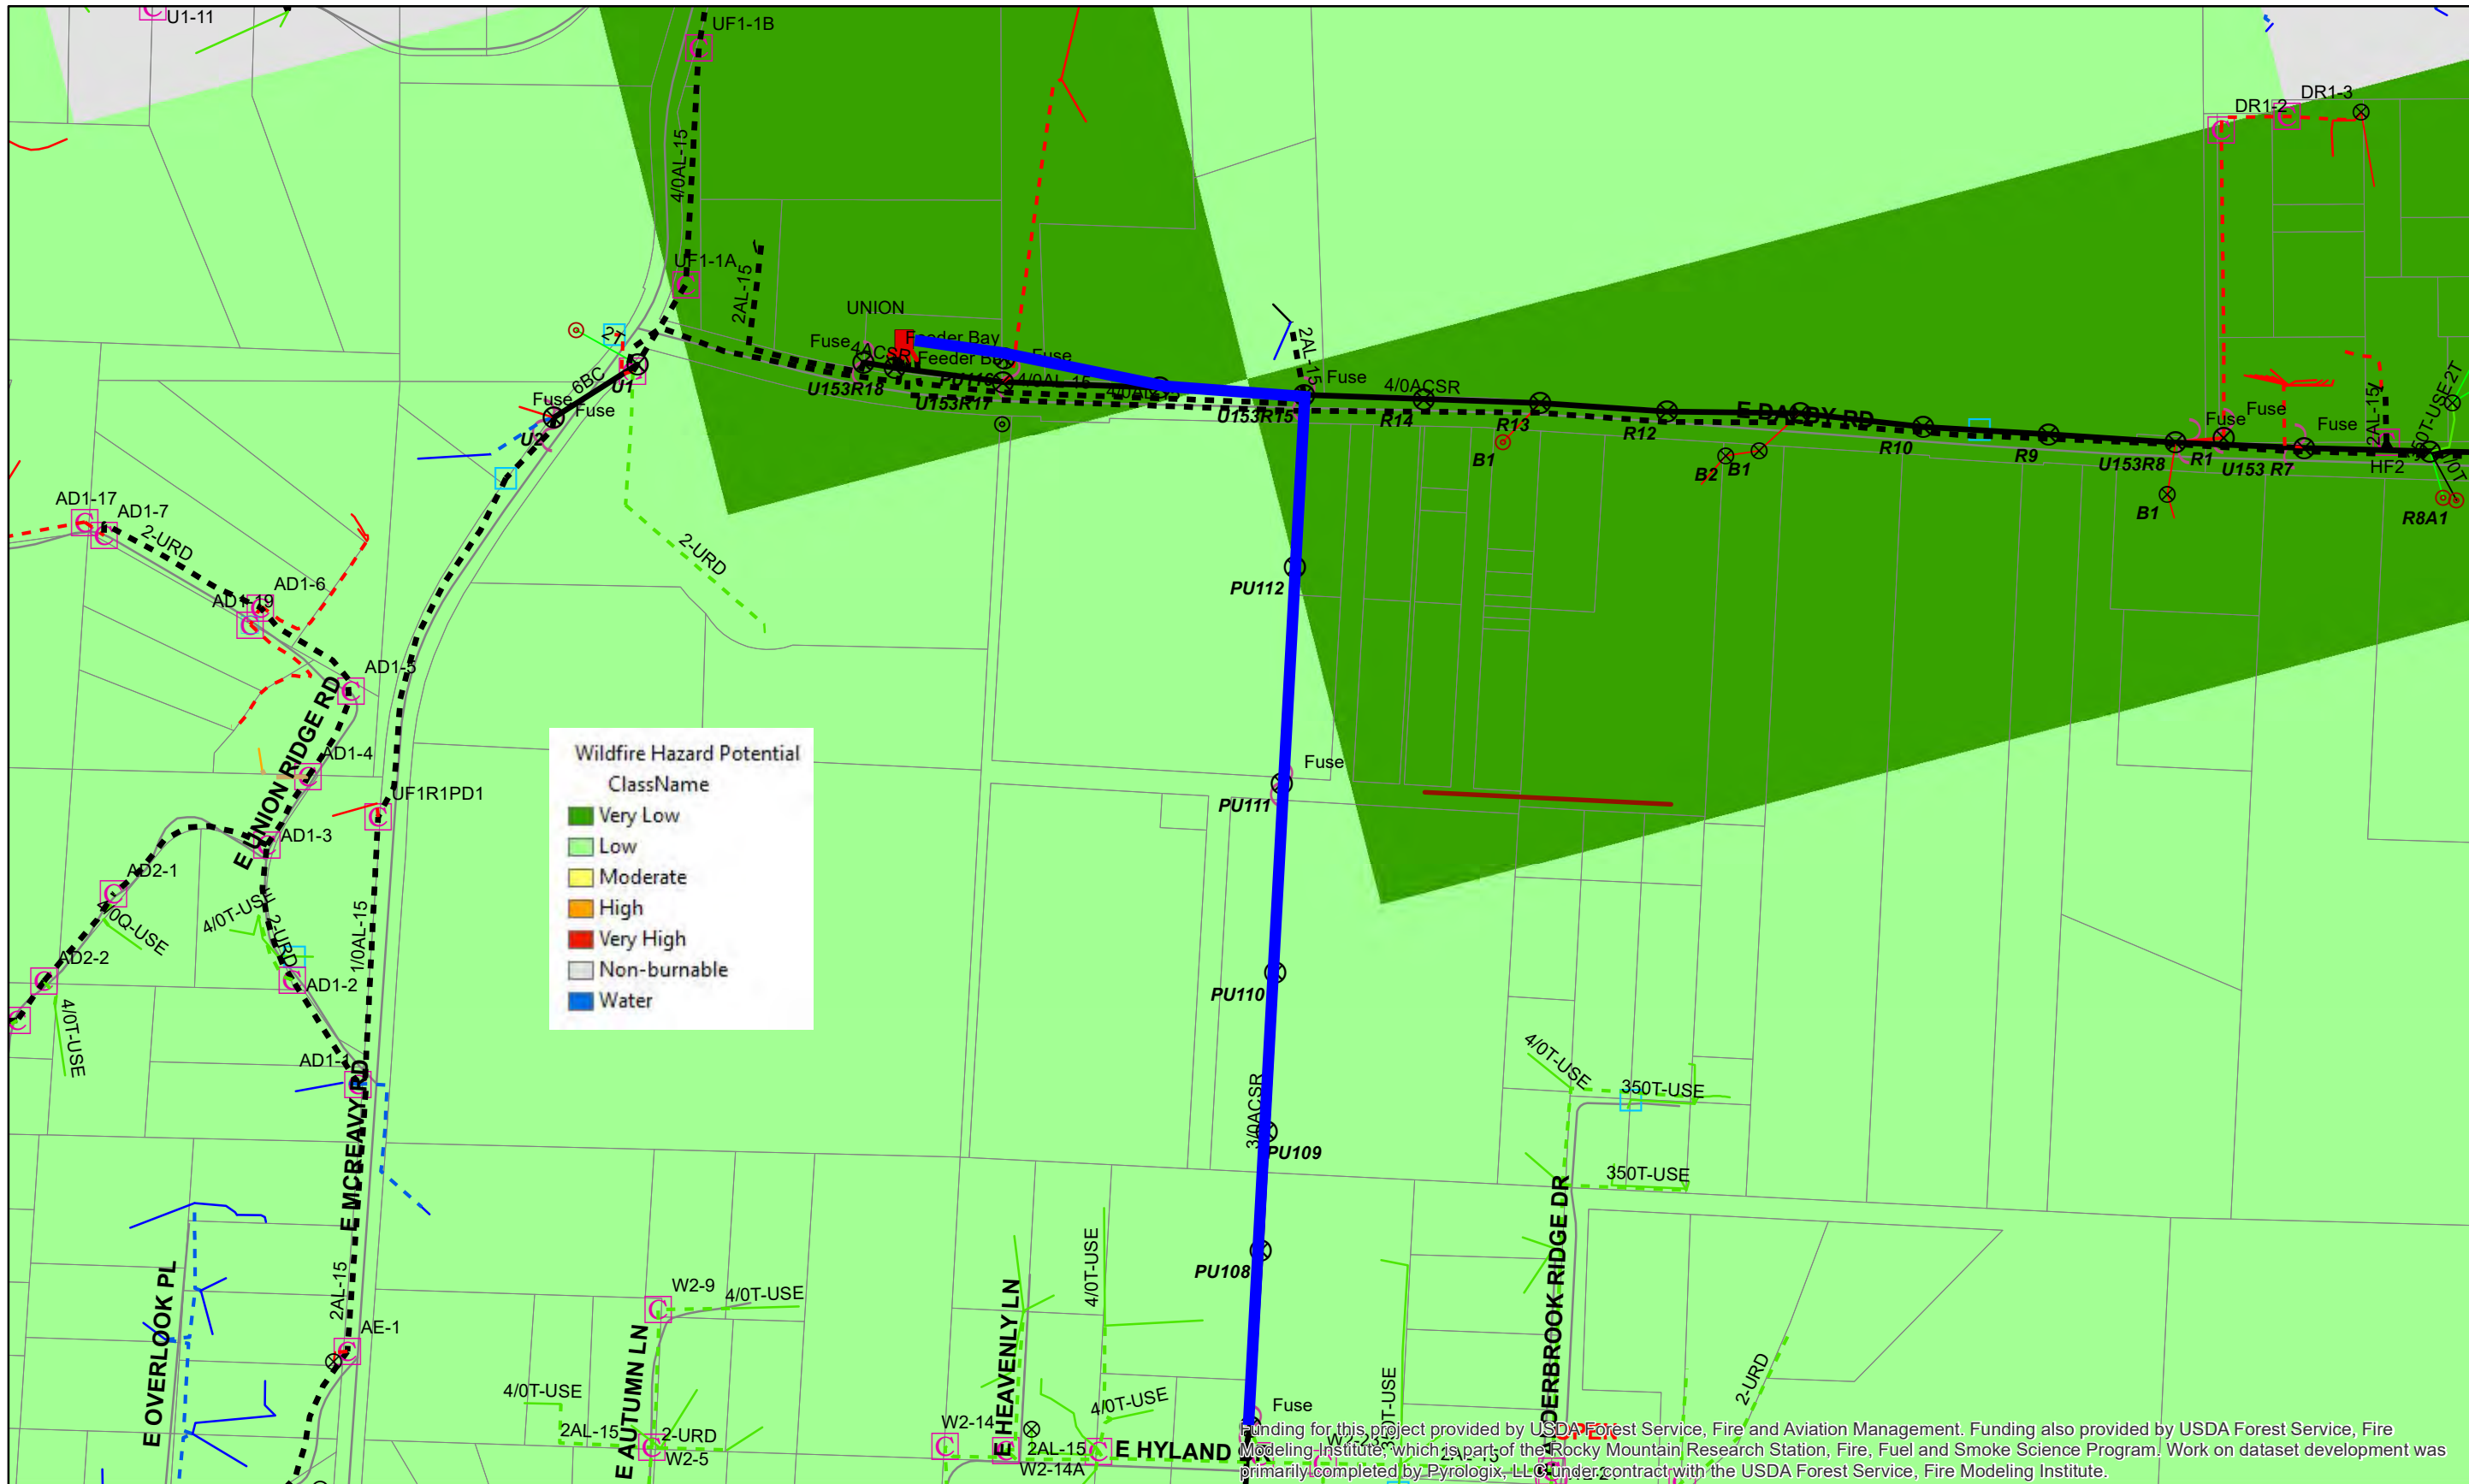 U1-11
UF1-1B
4/0AL-15
UF1-1A
2AL-15
UNION
Feeder Bay
Fuse
4ACSR
Fuse
U153R18
U153R17
4/0AL-15
2T
U1
6BC
Fuse
Fuse
U2
2AL-15
Fuse
4/0ACSR
U153R15
R14
R13
R12
E DALBY RD
R10
R9
U153R8
R1
U153 R7
Fuse
Fuse
Fuse
2AL-15
HF2
R8A1
B1
B2
B1
B1
DR1-2
DR1-3
AD1-17
AD1-7
2-URD
AD1-6
AD1-19
AD1-5
E UNION RIDGE RD
AD1-4
UF1R1PD1
AD1-3
AD2-1
4/0Q-USE
4/0T-USE
2-URD
AD2-2
4/0T-USE
AD1-2
1/0AL-15
AD1-1
E MCREAVY RD
2-URD
PU112
Fuse
PU111
PU110
3/0ACSR
PU109
PU108
Wildfire Hazard Potential
ClassName
Very Low
Low
Moderate
High
Very High
Non-burnable
Water
4/0T-USE
350T-USE
350T-USE
E OVERLOOK PL
2AL-15
AE-1
W2-9
4/0T-USE
E AUTUMN LN
4/0T-USE
2AL-15
2-URD
W2-5
E HEAVENLY LN
4/0T-USE
4/0T-USE
W2-14
2AL-15
W2-14A
E HYLAND
Fuse
2AL-15
2-URD
Funding for this project provided by USDA Forest Service, Fire and Aviation Management. Funding also provided by USDA Forest Service, Fire
Modeling Institute, which is part of the Rocky Mountain Research Station, Fire, Fuel and Smoke Science Program. Work on dataset development was
primarily completed by Pyrologix, LLC under contract with the USDA Forest Service, Fire Modeling Institute.